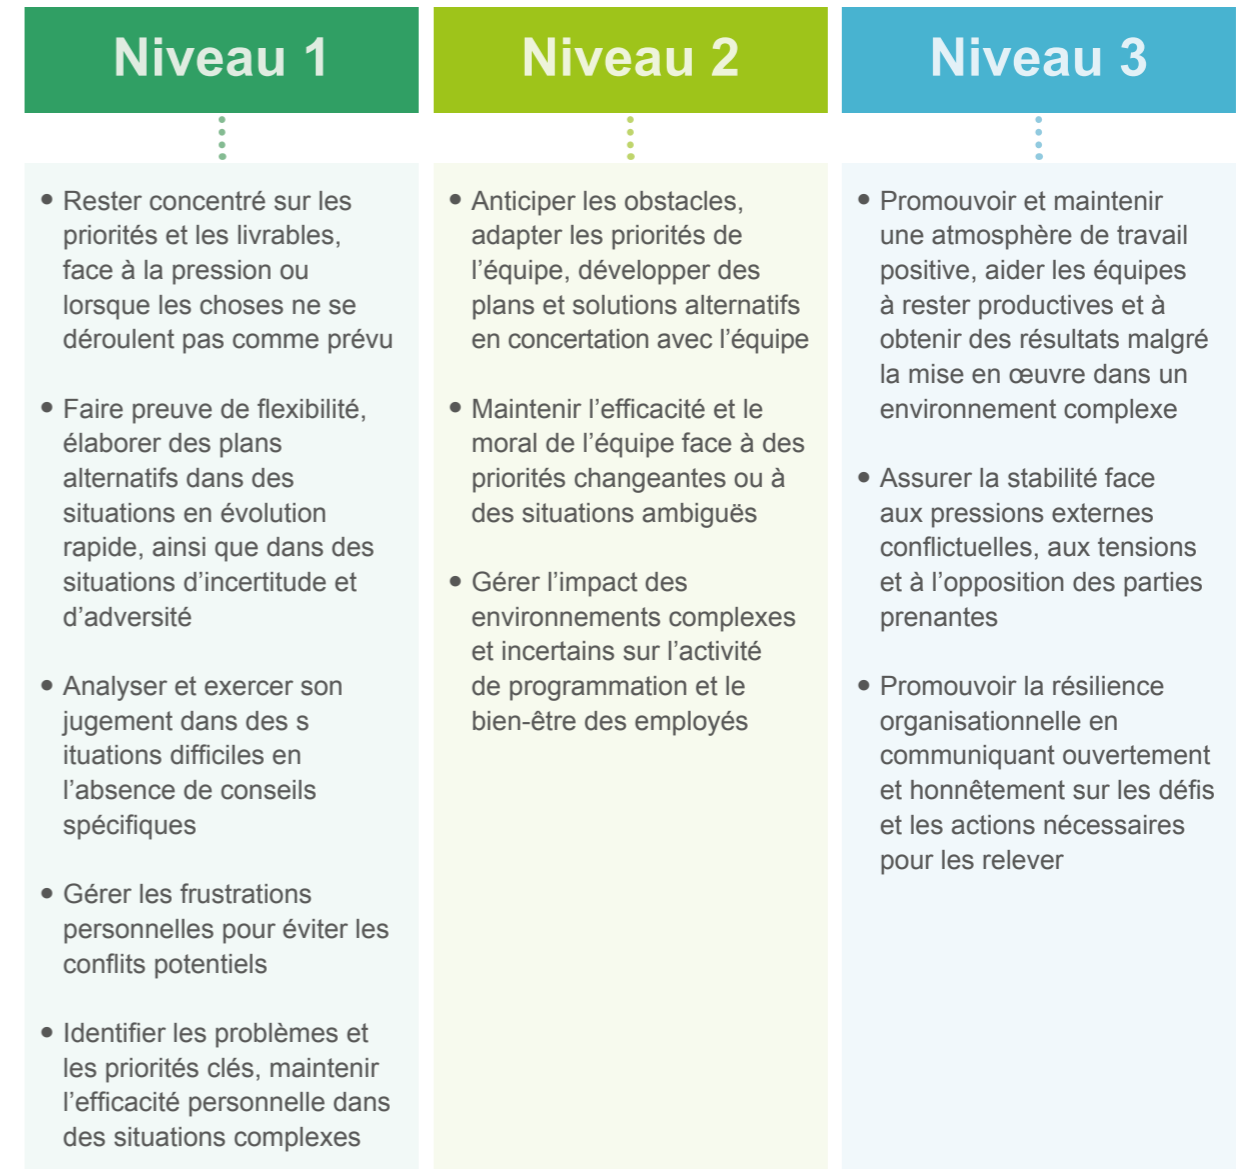 Niveau 1
• Rester concentré sur les
priorités et les livrables,
face à la pression ou
lorsque les choses ne se
déroulent pas comme prévu
• Faire preuve de flexibilité,
élaborer des plans
alternatifs dans des
situations en évolution
rapide, ainsi que dans des
situations d’incertitude et
d’adversité
• Analyser et exercer son
jugement dans des s
ituations difficiles en
l’absence de conseils
spécifiques
• Gérer les frustrations
personnelles pour éviter les
conflits potentiels
• Identifier les problèmes et
les priorités clés, maintenir
l’efficacité personnelle dans
des situations complexes
Niveau 2
• Anticiper les obstacles,
adapter les priorités de
l’équipe, développer des
plans et solutions alternatifs
en concertation avec l’équipe
• Maintenir l’efficacité et le
moral de l’équipe face à des
priorités changeantes ou à
des situations ambiguës
• Gérer l’impact des
environnements complexes
et incertains sur l’activité
de programmation et le
bien-être des employés
Niveau 3
• Promouvoir et maintenir
une atmosphère de travail
positive, aider les équipes
à rester productives et à
obtenir des résultats malgré
la mise en œuvre dans un
environnement complexe
• Assurer la stabilité face
aux pressions externes
conflictuelles, aux tensions
et à l’opposition des parties
prenantes
• Promouvoir la résilience
organisationnelle en
communiquant ouvertement
et honnêtement sur les défis
et les actions nécessaires
pour les relever